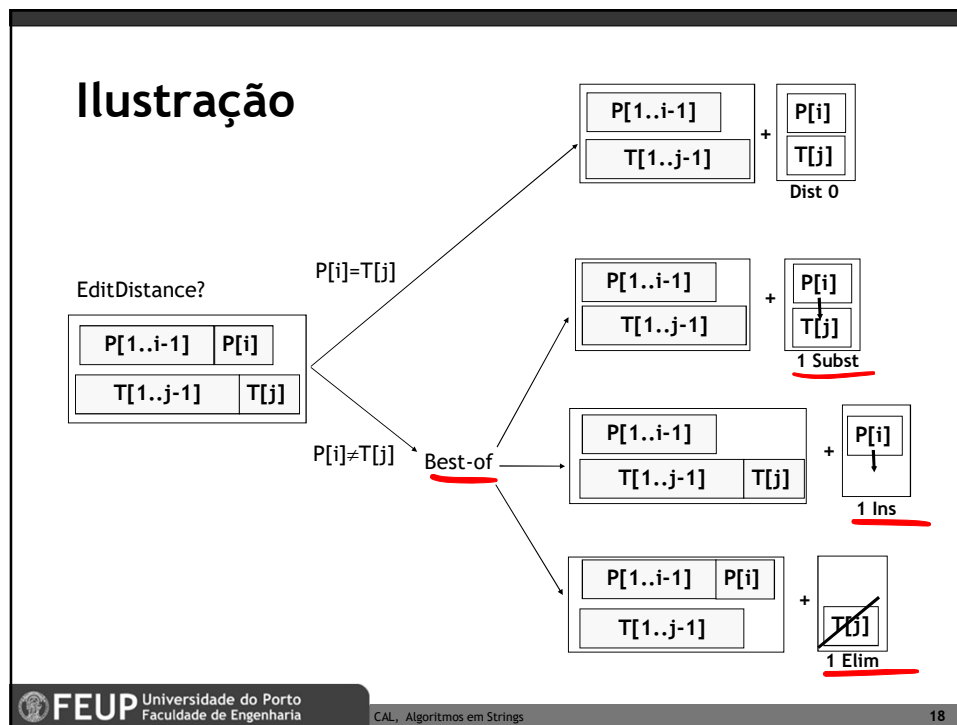 Ilustração
P[1..i-1]
T[1..j-1]
+
P[i]
T[j]
Dist 0
P[i]=T[j]
EditDistance?
P[1..i-1] P[i]
T[1..j-1] T[j]
P[1..i-1]
T[1..j-1]
+
P[i]
T[j]
1 Subst
P[i]≠T[j]
Best-of
P[1..i-1]
T[1..j-1] T[j]
+
P[i]
1 Ins
P[1..i-1] P[i]
T[1..j-1]
+
T[j]
1 Elim
FEUP Universidade do Porto
Faculdade de Engenharia
CAL, Algoritmos em Strings
18